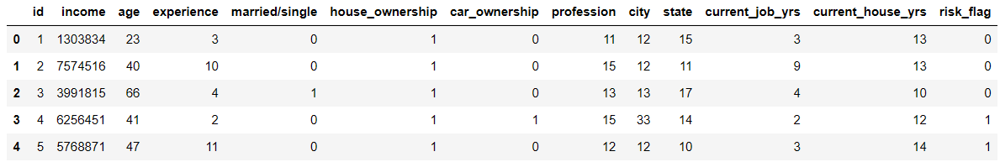 id income age experience married/single house_ownership car_ownership profession city state current_job_yrs current_house_yrs risk_flag
0 1 1303834 23 3 0 1 0 11 12 15 3 13 0
1 2 7574516 40 10 0 1 0 15 12 11 9 13 0
2 3 3991815 66 4 1 1 0 13 13 17 4 10 0
3 4 6256451 41 2 0 1 1 15 33 14 2 12 1
4 5 5768871 47 11 0 1 0 12 12 10 3 14 1